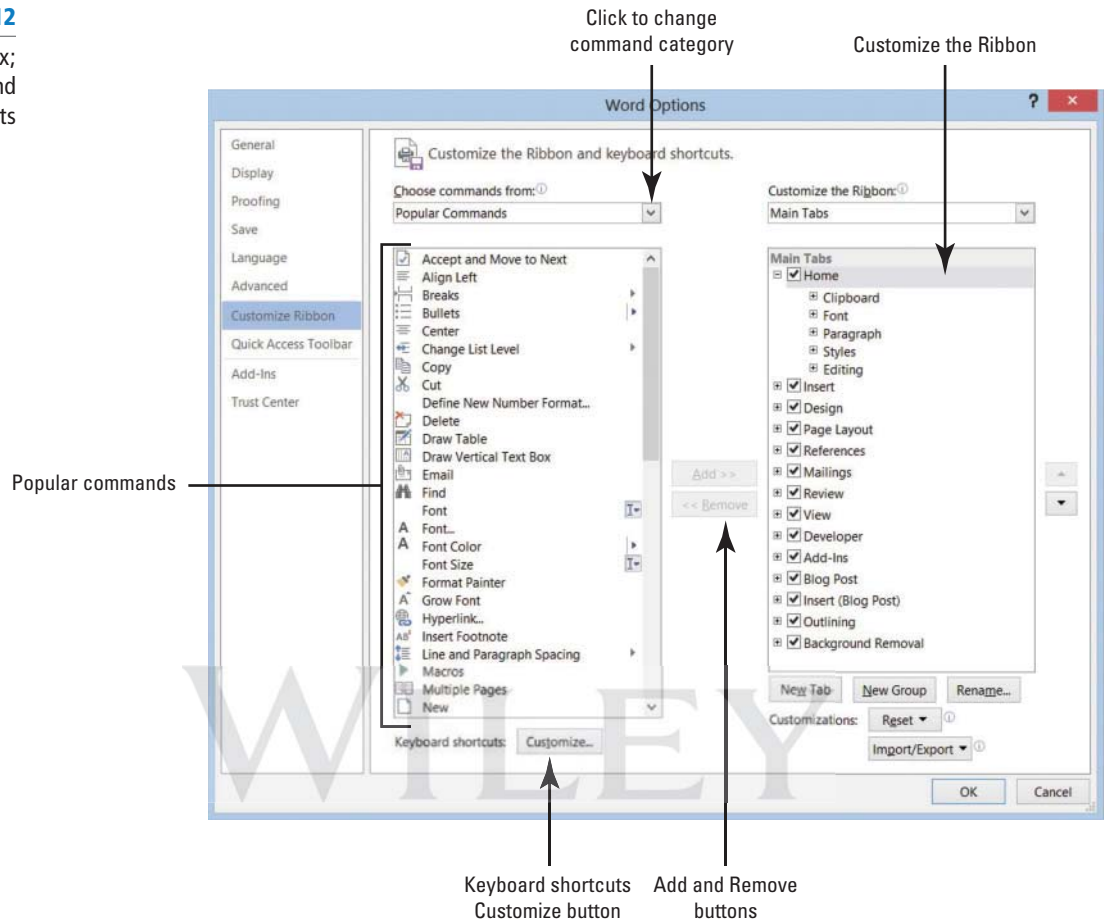 12
x;
nd
ts
Click to change
command category
Customize the Ribbon
Word Options
?
General
Display
Proofing
Save
Language
Advanced
Customize Ribbon
Quick Access Toolbar
Add-Ins
Trust Center
Customize the Ribbon and keyboard shortcuts.
Choose commands from:
Popular Commands
Accept and Move to Next
Align Left
Breaks
Bullets
Center
Change List Level
Copy
Cut
Define New Number Format...
Delete
Draw Table
Draw Vertical Text Box
Email
Find
Font
Font...
Font Color
Font Size
Format Painter
Grow Font
Hyperlink...
Insert Footnote
Line and Paragraph Spacing
Macros
Multiple Pages
New
Keyboard shortcuts: Customize...
Add >>
<< Remove
Customize the Ribbon:
Main Tabs
Main Tabs
Home
Clipboard
Font
Paragraph
Styles
Editing
Insert
Design
Page Layout
References
Mailings
Review
View
Developer
Add-Ins
Blog Post
Insert (Blog Post)
Outlining
Background Removal
New Tab New Group Rename...
Customizations: Reset
Import/Export
OK Cancel
Popular commands
WILEY
Keyboard shortcuts
Customize button
Add and Remove
buttons